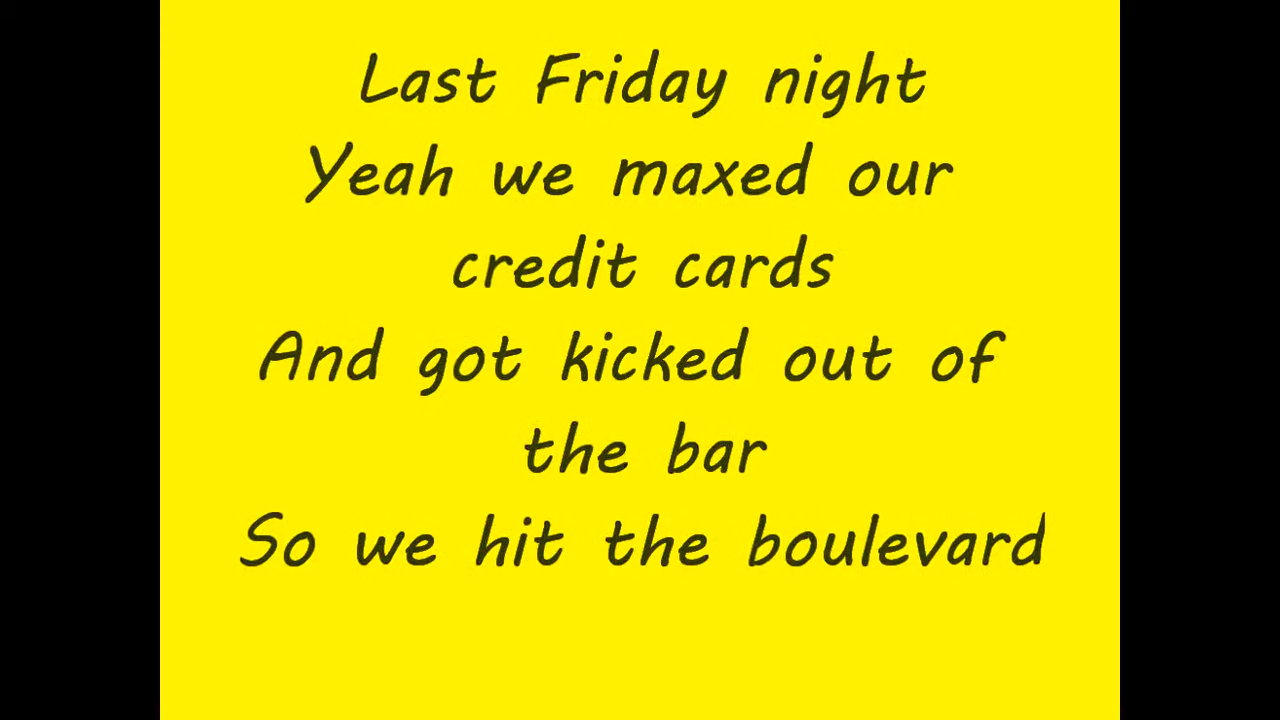 Last Friday night
Yeah we maxed our
credit cards
And got kicked out of
the bar
So we hit the boulevard